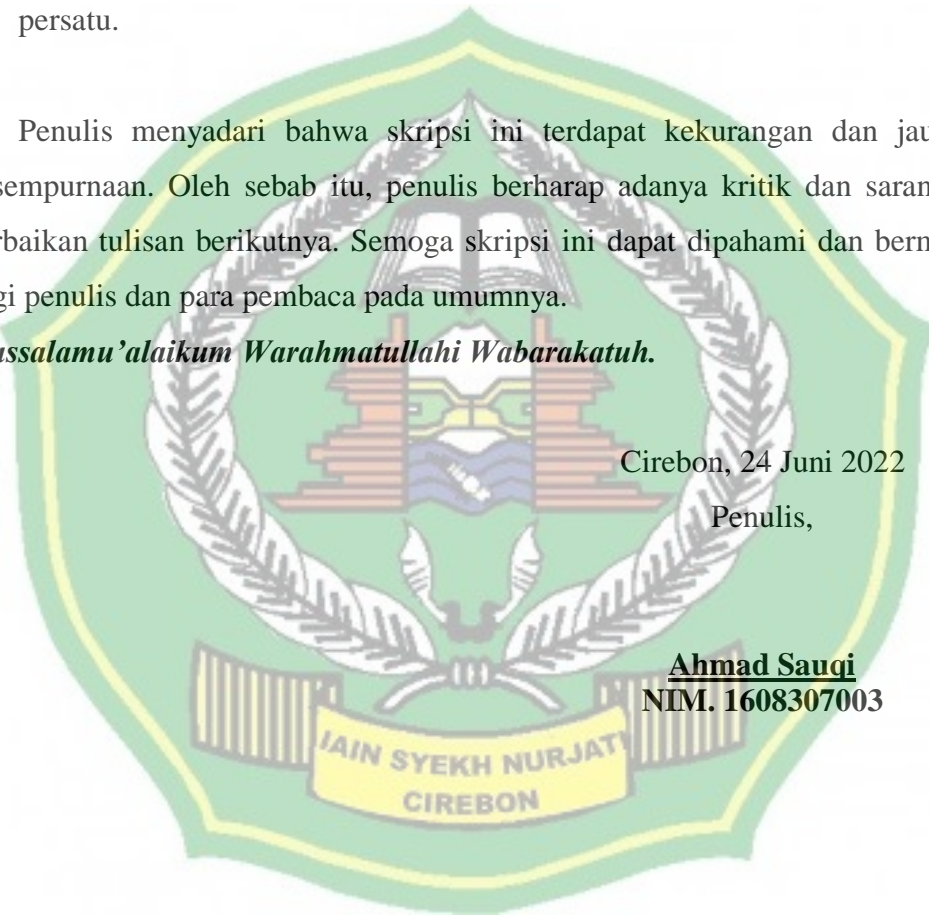 persatu.
Penulis menyadari bahwa skripsi ini terdapat kekurangan dan jau
sempurnaan. Oleh sebab itu, penulis berharap adanya kritik dan saran
rbaikan tulisan berikutnya. Semoga skripsi ini dapat dipahami dan berm
gi penulis dan para pembaca pada umumnya.
ussalamu’alaikum Warahmatullahi Wabarakatuh.
Cirebon, 24 Juni 2022
Penulis,
Ahmad Sauqi
NIM. 1608307003
IAIN SYEKH NURJATI
CIREBON